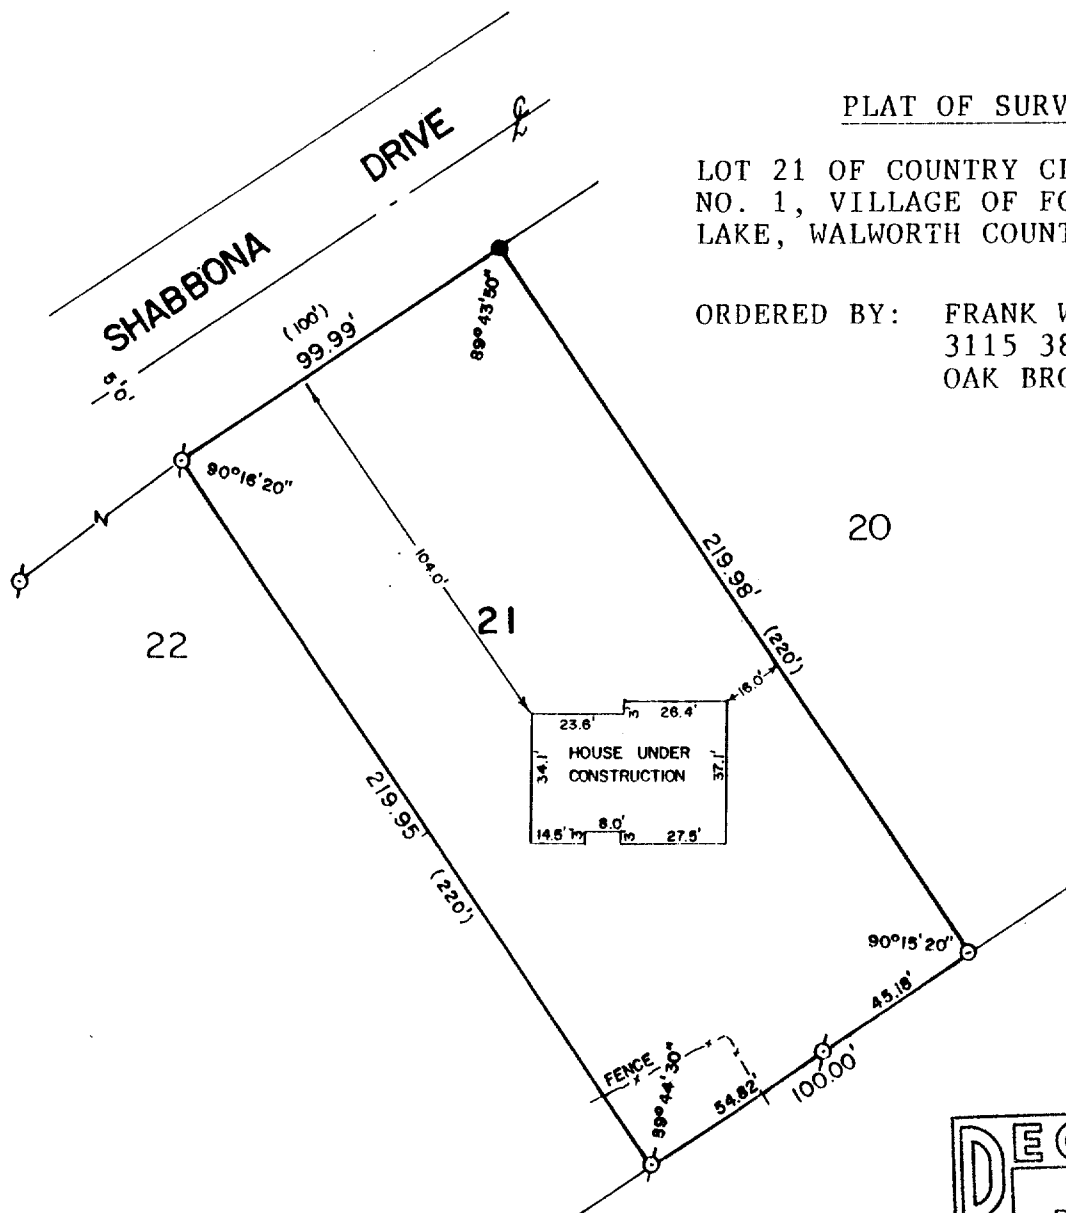 PLAT OF SURV
LOT 21 OF COUNTRY
NO. 1, VILLAGE OF
LAKE, WALWORTH COUNT
ORDERED BY: FRANK
3115
OAK BRO
SHABBONA DRIVE
(100')
99.99'
89°43'50"
90°16'20"
N
104.0'
21
20
22
219.98'
(220')
16.0'
23.6'
3'
26.4'
34.1'
HOUSE UNDER
CONSTRUCTION
37.1'
14.5'
3'
8.0'
3'
27.5'
219.95'
(220')
90°15'20"
45.18'
FENCE
89°44'30"
54.82'
100.00'